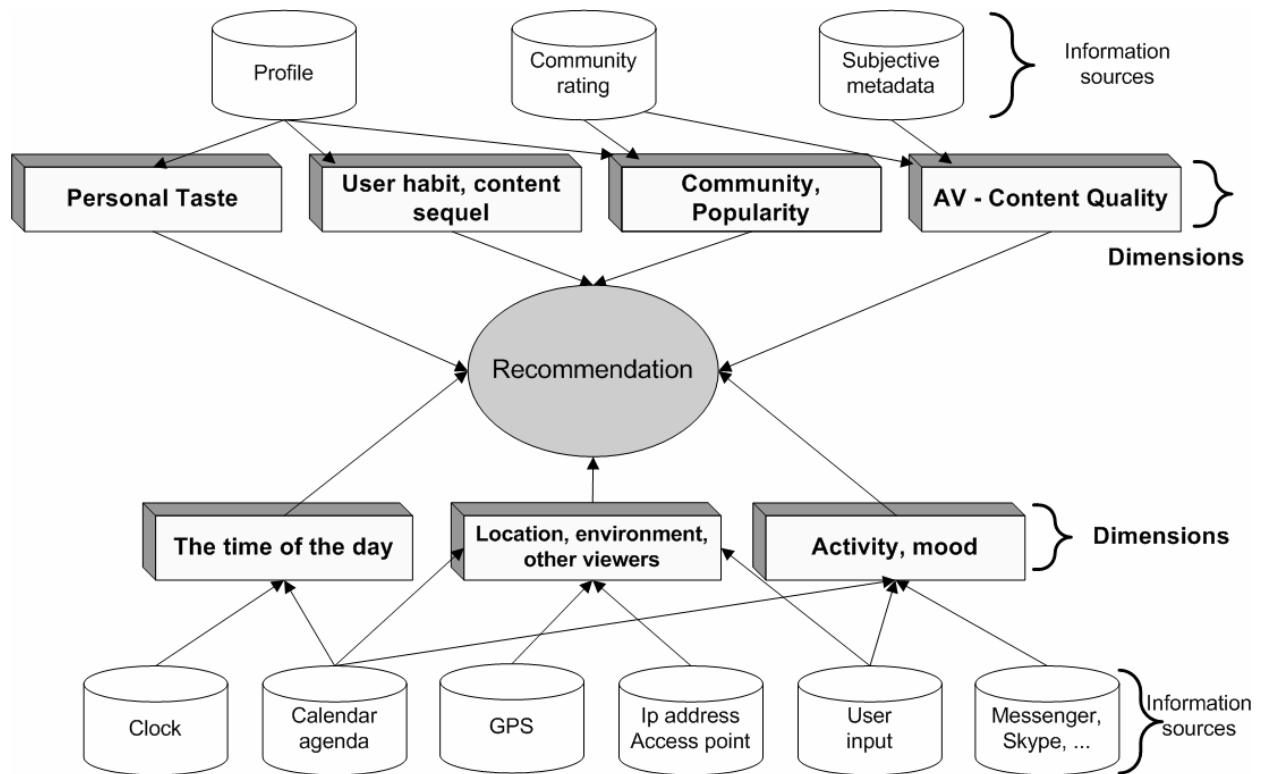 Profile
Community
rating
Subjective
metadata
Information
sources
Personal Taste
User habit, content
sequel
Community,
Popularity
AV - Content Quality
Dimensions
Recommendation
The time of the day
Location, environment,
other viewers
Activity, mood
Dimensions
Clock
Calendar
agenda
GPS
Ip address
Access point
User
input
Messenger,
Skype, ...
Information
sources